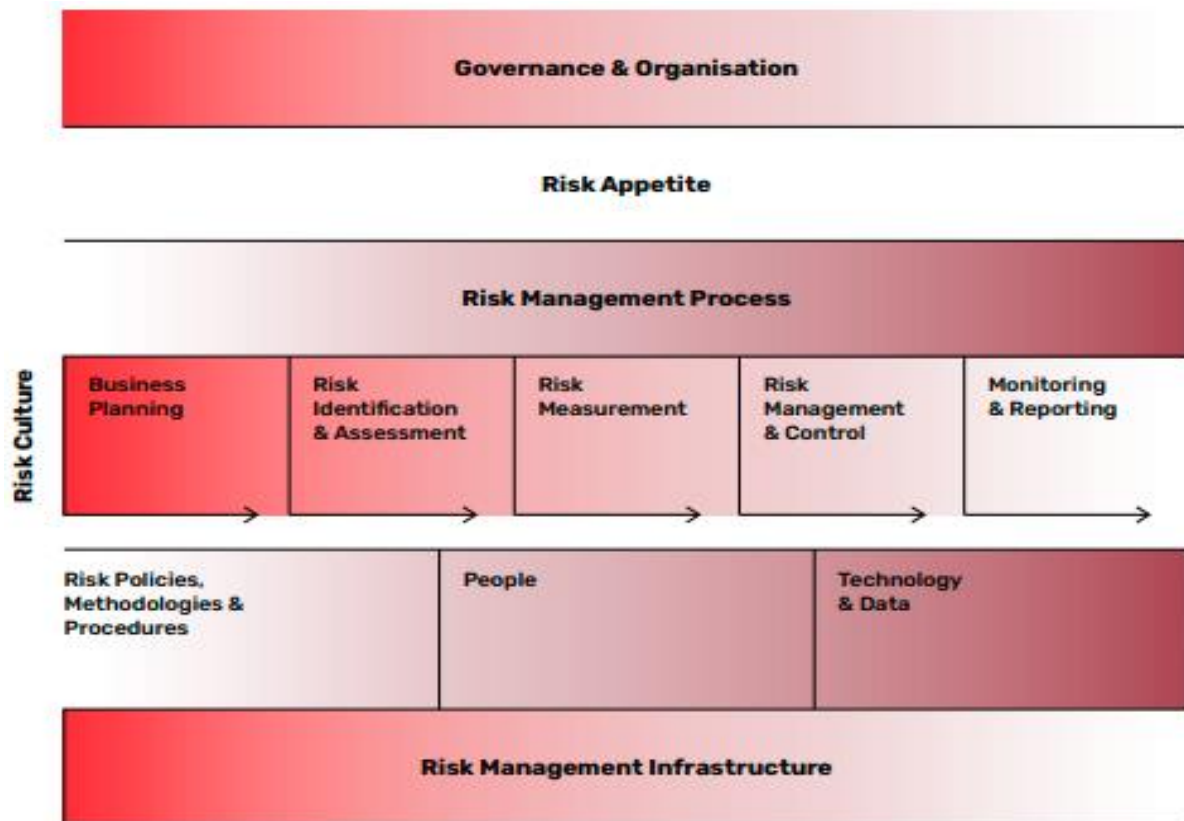 Governance & Organisation
Risk Appetite
Risk Management Process
Risk Culture
Business
Planning
Risk
Identification
& Assessment
Risk
Measurement
Risk
Management
& Control
Monitoring
& Reporting
Risk Policies,
Methodologies &
Procedures
People
Technology
& Data
Risk Management Infrastructure